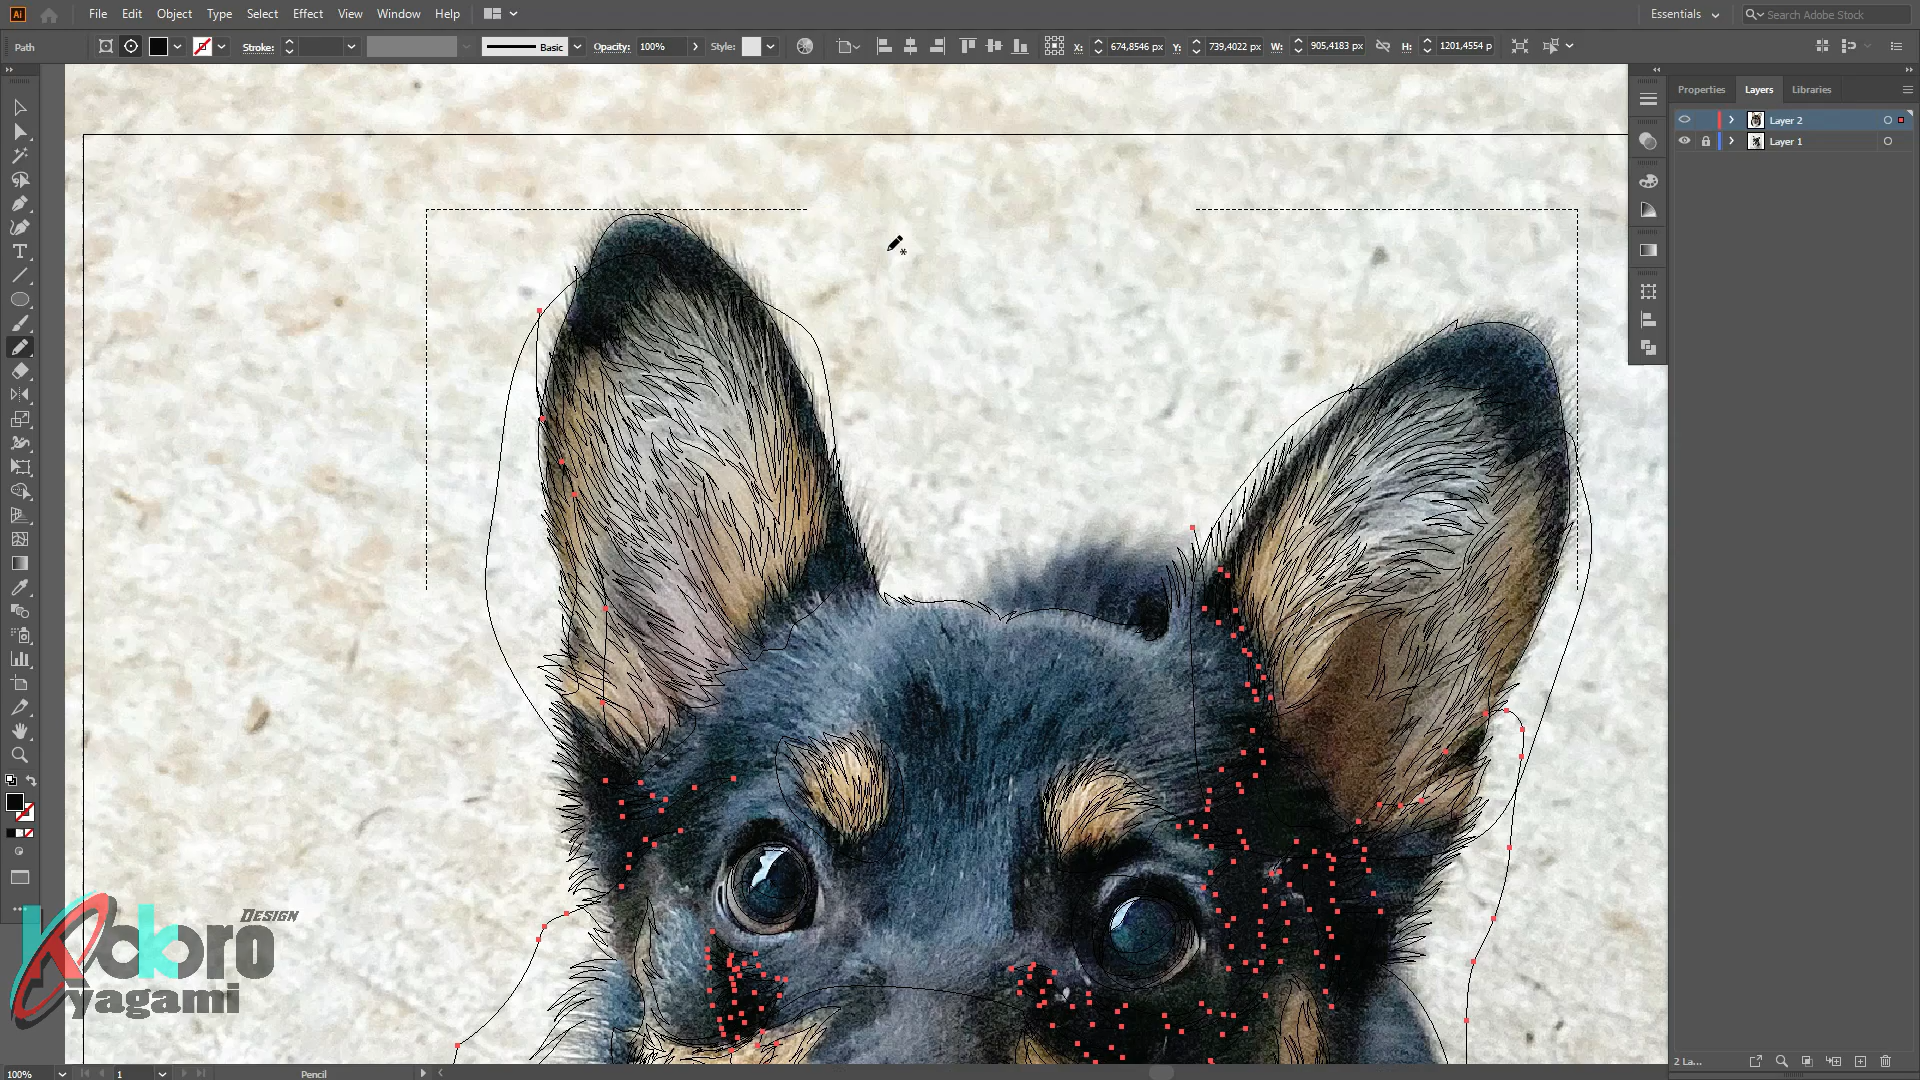 Ai File Edit Object Type Select Effect View Window Help Essentials Search Adobe Stock
Path Stroke: Basic Opacity: 100% Style: X: 674,8546 px Y: 739,4022 px W: 905,4183 px H: 1201,4554 p
Properties Layers Libraries
Layer 2
Layer 1
Design
Kokoro
yagami
100% 1 Pencil 2 La...